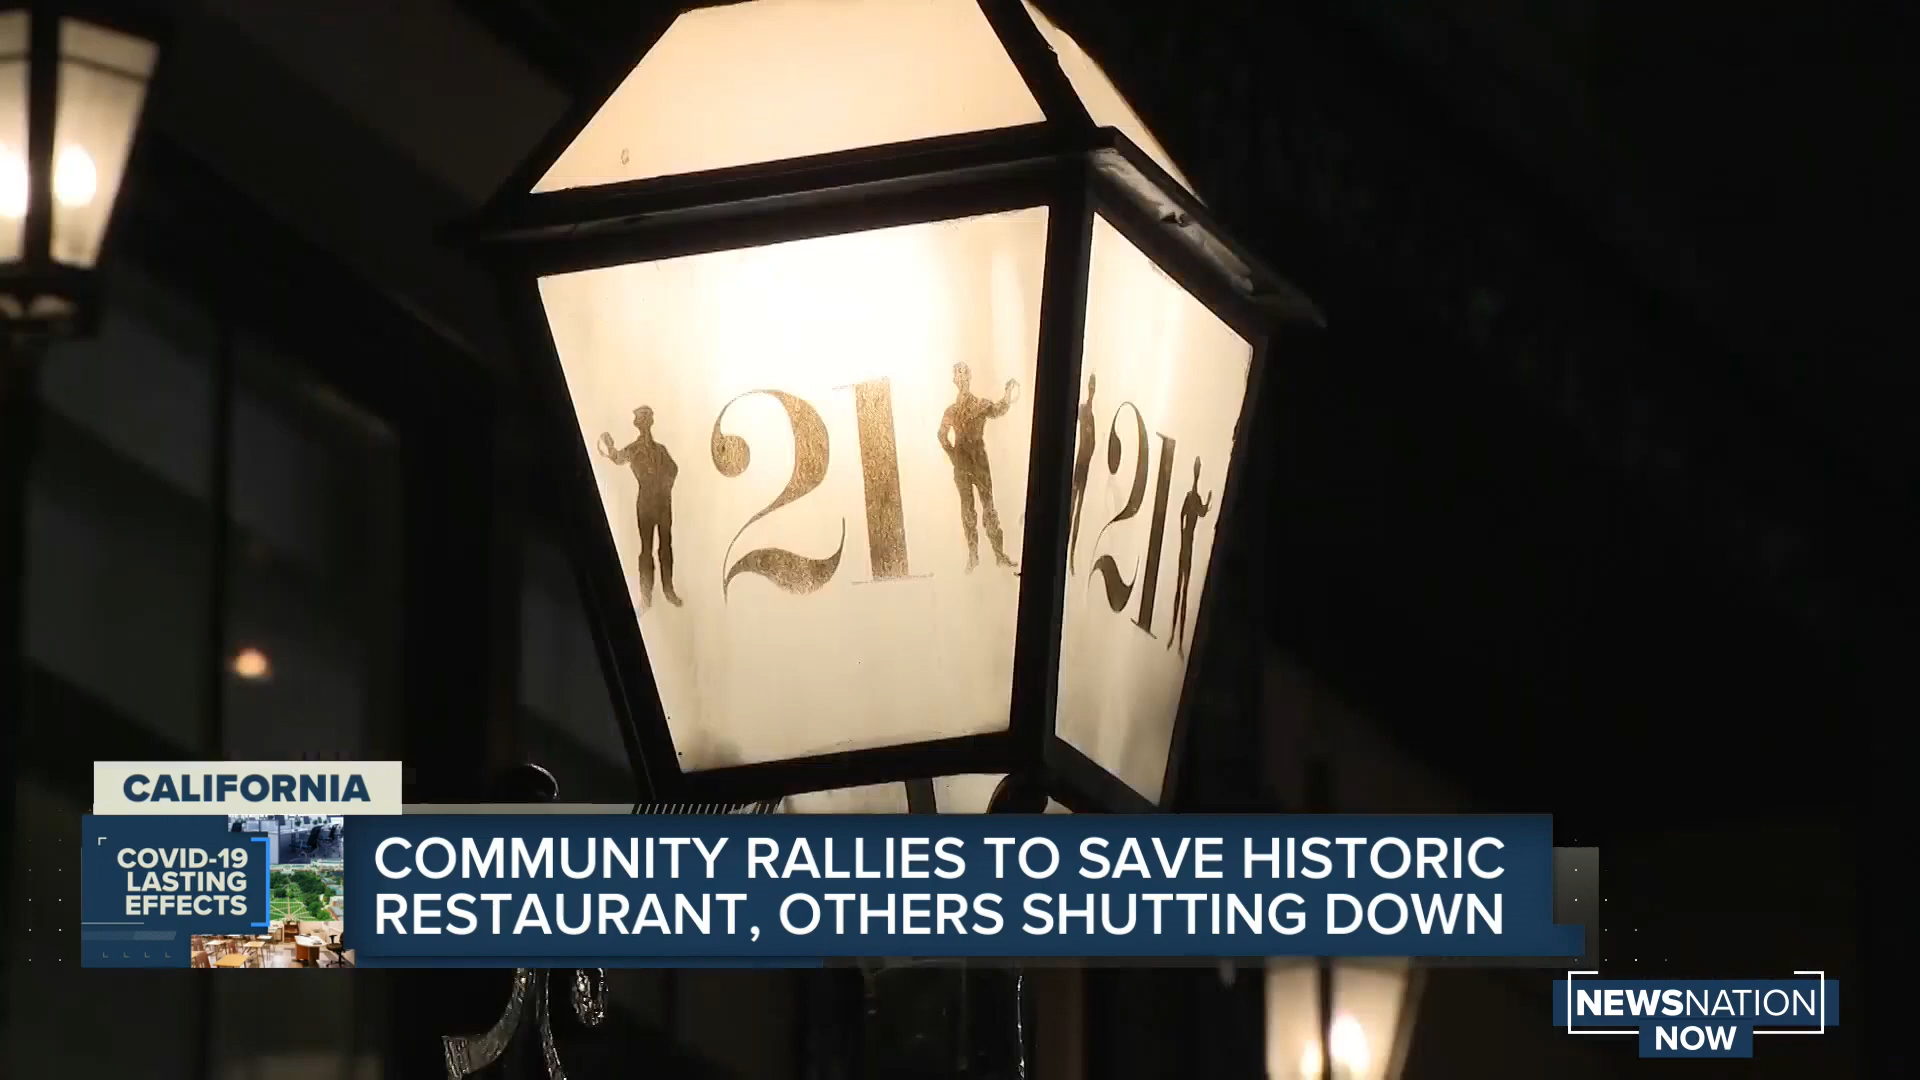 21
21
CALIFORNIA
COVID-19
LASTING
EFFECTS
COMMUNITY RALLIES TO SAVE HISTORIC
RESTAURANT, OTHERS SHUTTING DOWN
NEWSNATION
NOW